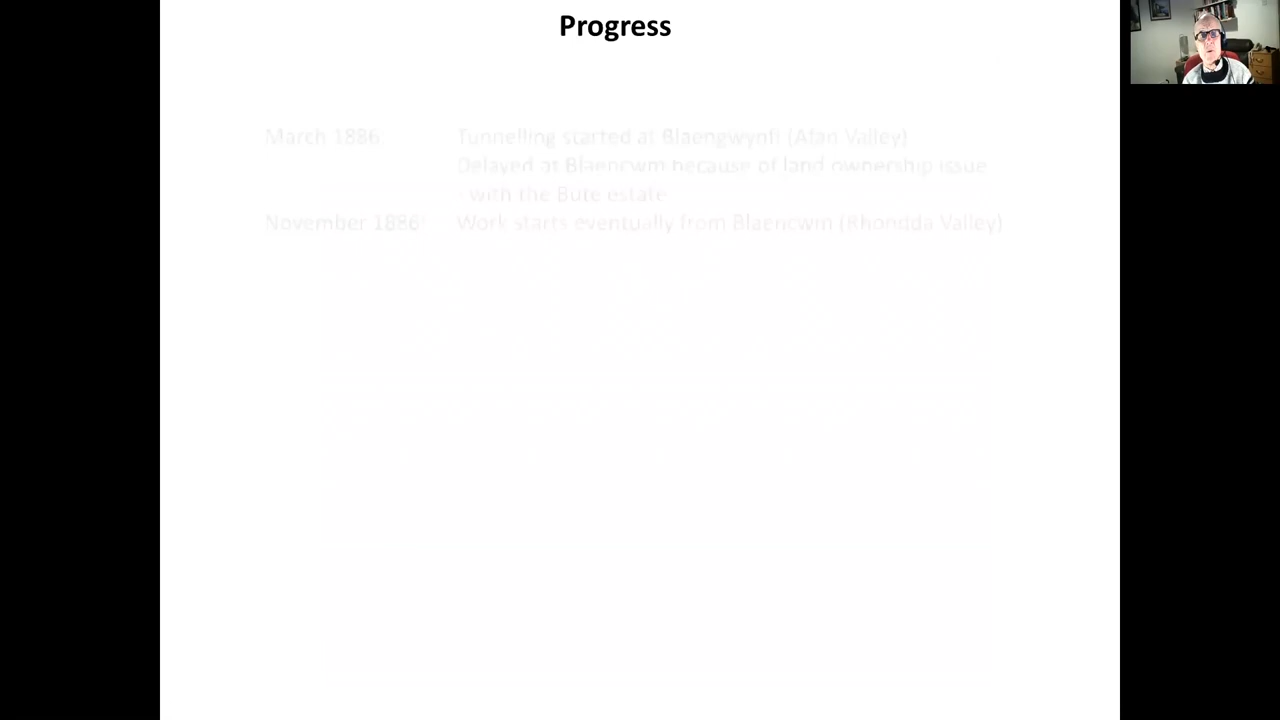 Progress
March 1886: Tunnelling started at Blaengwynfi (Afan Valley)
Delayed at Blaencwm because of land ownership issue
- with the Bute estate
November 1886: Work starts eventually from Blaencwm (Rhondda Valley)